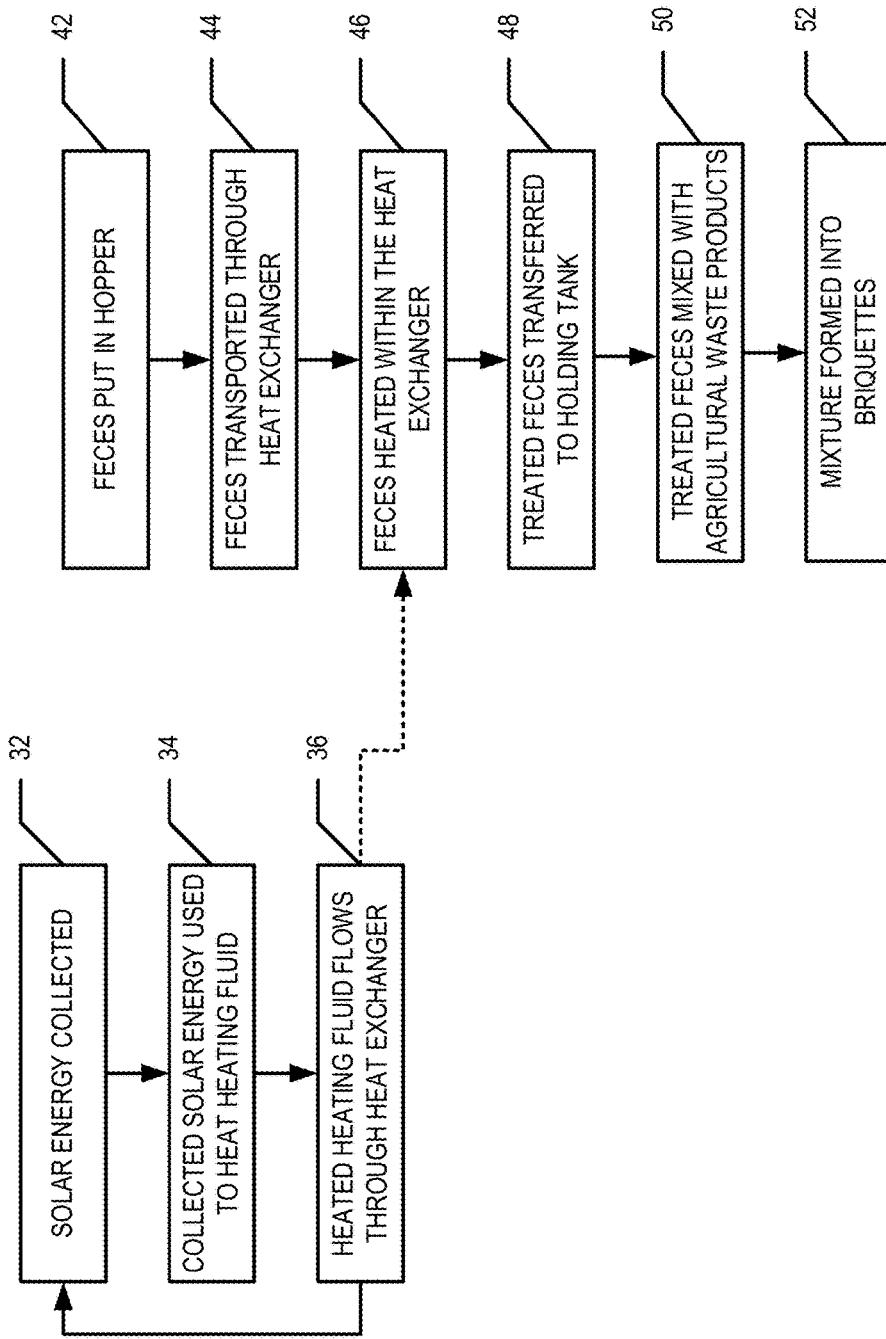 32
SOLAR ENERGY COLLECTED
34
COLLECTED SOLAR ENERGY USED
TO HEAT HEATING FLUID
36
HEATED HEATING FLUID FLOWS
THROUGH HEAT EXCHANGER
42
FECES PUT IN HOPPER
44
FECES TRANSPORTED THROUGH
HEAT EXCHANGER
46
FECES HEATED WITHIN THE HEAT
EXCHANGER
48
TREATED FECES TRANSFERRED
TO HOLDING TANK
50
TREATED FECES MIXED WITH
AGRICULTURAL WASTE PRODUCTS
52
MIXTURE FORMED INTO
BRIQUETTES